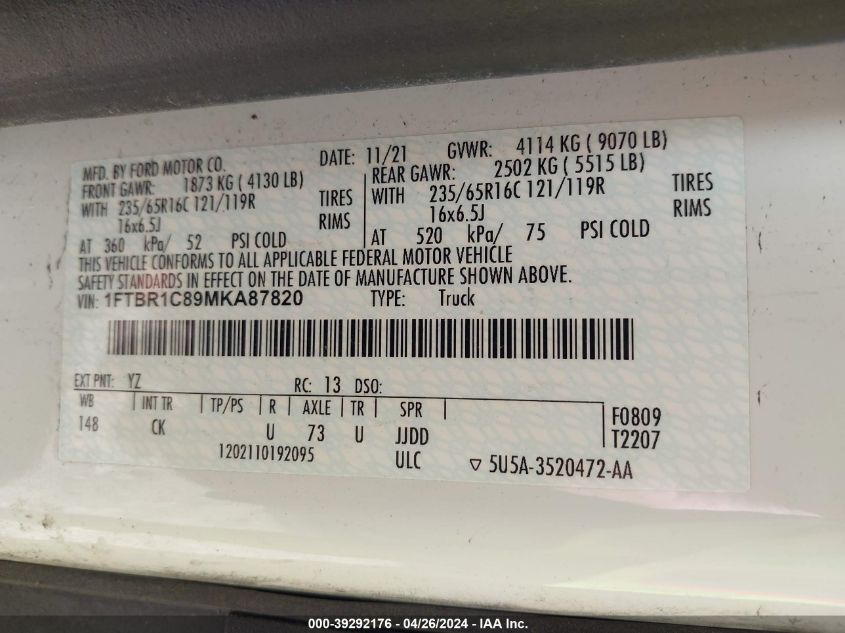 MFD. BY FORD MOTOR CO. DATE: 11/21 GVWR: 4114 KG ( 9070 LB)
FRONT GAWR: 1873 KG ( 4130 LB) REAR GAWR: 2502 KG ( 5515 LB)
WITH 235/65R16C 121/119R TIRES WITH 235/65R16C 121/119R TIRES
16x6.5J RIMS 16x6.5J RIMS
AT 360 kPa/ 52 PSI COLD AT 520 kPa/ 75 PSI COLD
THIS VEHICLE CONFORMS TO ALL APPLICABLE FEDERAL MOTOR VEHICLE
SAFETY STANDARDS IN EFFECT ON THE DATE OF MANUFACTURE SHOWN ABOVE.
VIN: 1FTBR1C89MKA87820 TYPE: Truck
EXT PNT: YZ RC: 13 DSO:
WB INT TR TP/PS R AXLE TR SPR F0809
148 CK U 73 U JJDD T2207
1202110192095 ULC ▽ 5U5A-3520472-AA
000-39292176 - 04/26/2024 - IAAI Inc.